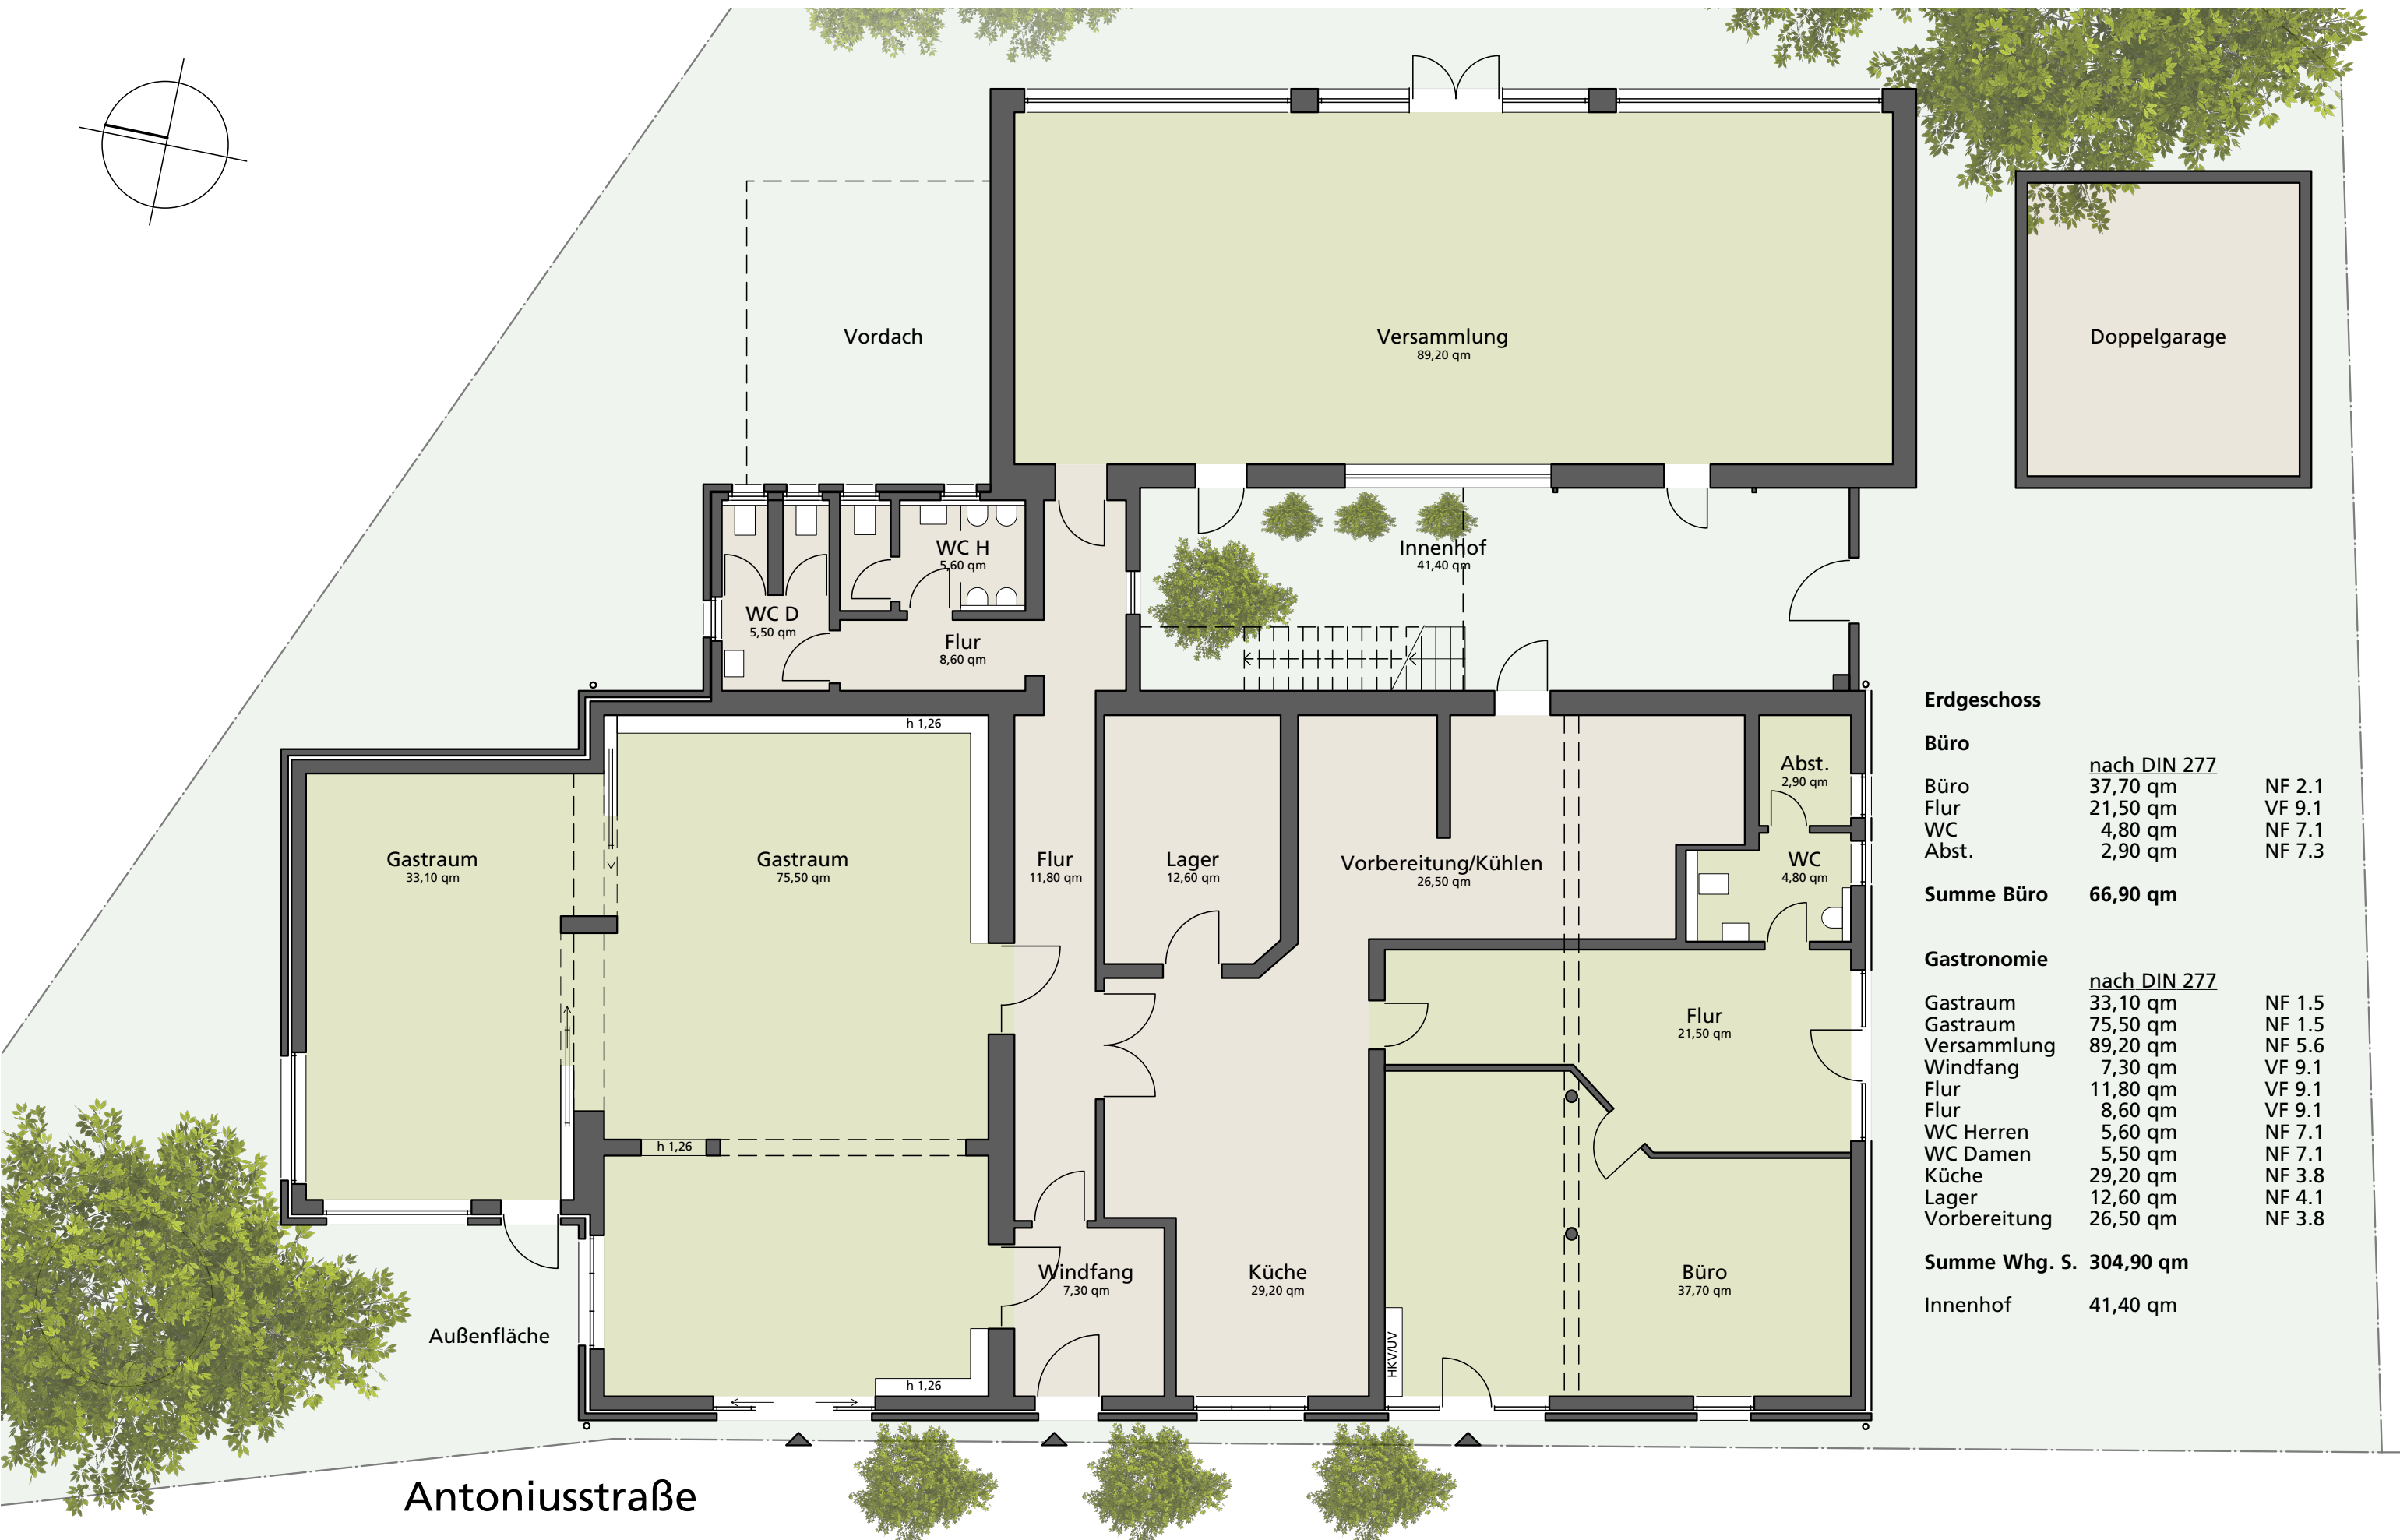 Vordach
Versammlung
89,20 qm
Doppelgarage
WC H
5,60 qm
Innenhof
41,40 qm
WC D
5,50 qm
Flur
8,60 qm
h 1,26
Gastraum
33,10 qm
Gastraum
75,50 qm
Flur
11,80 qm
Lager
12,60 qm
Vorbereitung/Kühlen
26,50 qm
Abst.
2,90 qm
WC
4,80 qm
Flur
21,50 qm
h 1,26
Windfang
7,30 qm
Küche
29,20 qm
Büro
37,70 qm
HKV/UV
Außenfläche
h 1,26
Antoniusstraße
Erdgeschoss
Büro
nach DIN 277
Büro 37,70 qm NF 2.1
Flur 21,50 qm VF 9.1
WC 4,80 qm NF 7.1
Abst. 2,90 qm NF 7.3
Summe Büro 66,90 qm
Gastronomie
nach DIN 277
Gastraum 33,10 qm NF 1.5
Gastraum 75,50 qm NF 1.5
Versammlung 89,20 qm NF 5.6
Windfang 7,30 qm VF 9.1
Flur 11,80 qm VF 9.1
Flur 8,60 qm VF 9.1
WC Herren 5,60 qm NF 7.1
WC Damen 5,50 qm NF 7.1
Küche 29,20 qm NF 3.8
Lager 12,60 qm NF 4.1
Vorbereitung 26,50 qm NF 3.8
Summe Whg. S. 304,90 qm
Innenhof 41,40 qm